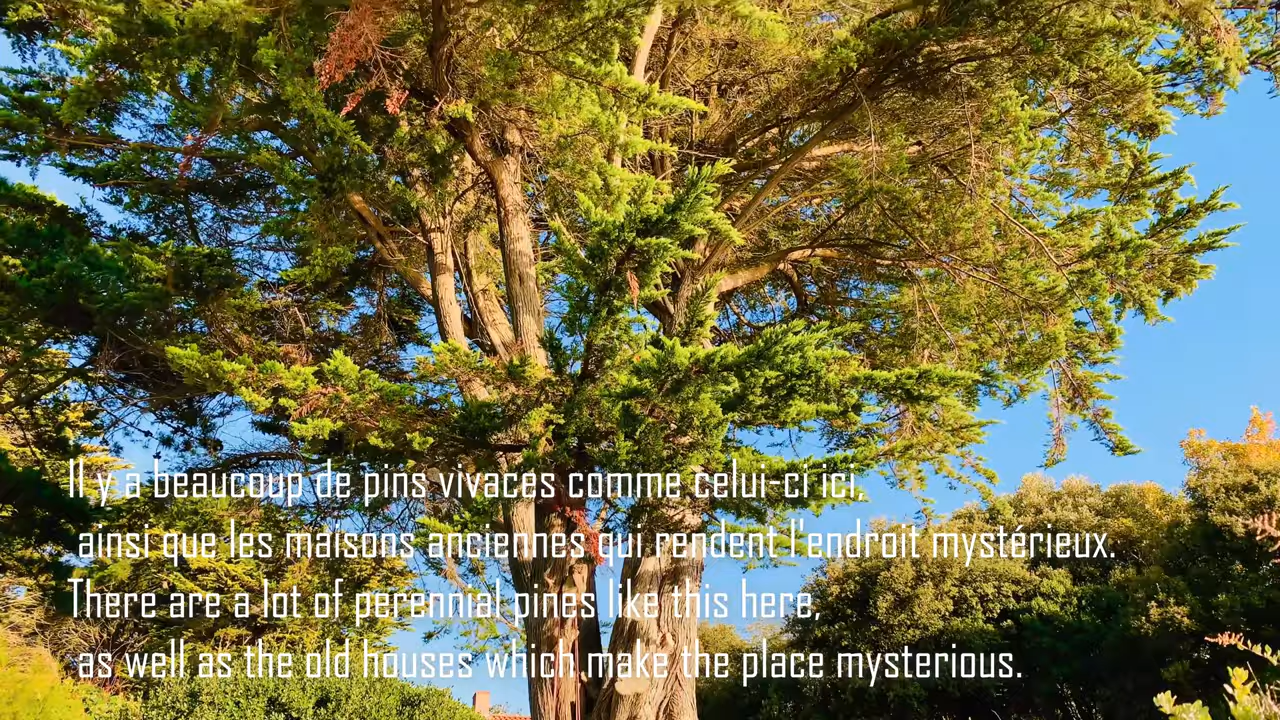 Il y a beaucoup de pins vivaces comme celui-ci ici,
ainsi que les maisons anciennes qui rendent l'endroit mystérieux.
There are a lot of perennial pines like this here,
as well as the old houses which make the place mysterious.